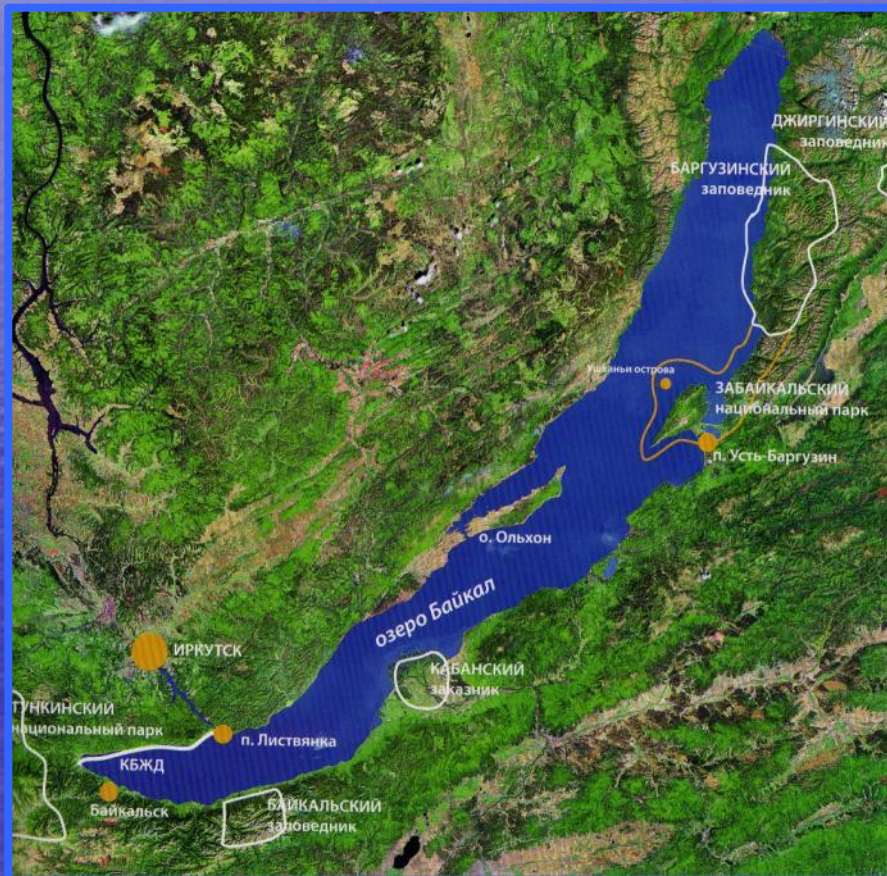 ДЖИРГИНСКИЙ
заповедник
БАРГУЗИНСКИЙ
заповедник
Ушканьи острова
ЗАБАЙКАЛЬСКИЙ
национальный парк
п. Усть-Баргузин
о. Ольхон
озеро Байкал
ИРКУТСК
КАБАНСКИЙ
заказник
ТУНКИНСКИЙ
национальный парк
п. Листвянка
КБЖД
Байкальск
БАЙКАЛЬСКИЙ
заповедник